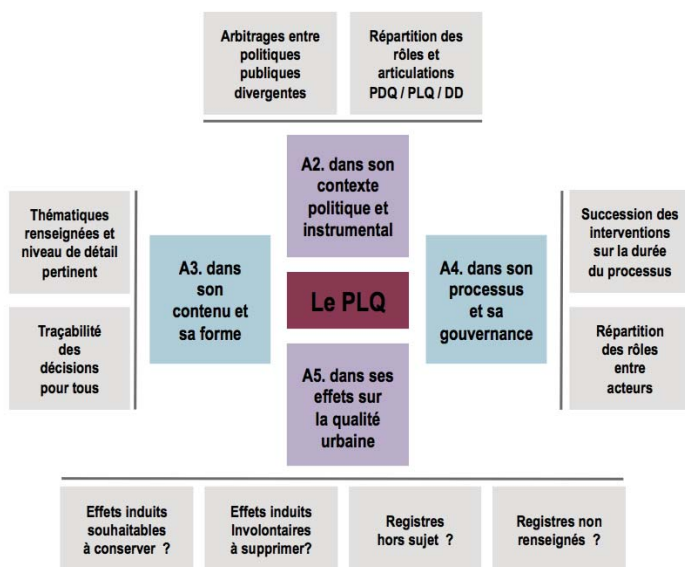 Arbitrages entre
politiques
publiques
divergentes
Répartition des
rôles et
articulations
PDQ / PLQ / DD
A2. dans son
contexte
politique et
instrumental
Thématiques
renseignées et
niveau de détail
pertinent
Traçabilité
des
décisions
pour tous
A3. dans
son
contenu et
sa forme
Le PLQ
A4. dans son
processus
et sa
gouvernance
Succession des
interventions
sur la durée
du processus
Répartition
des rôles
entre
acteurs
A5. dans ses
effets sur
la qualité
urbaine
Effets induits
souhaitables
à conserver ?
Effets induits
Involontaires
à supprimer?
Registres
hors sujet ?
Registres non
renseignés ?